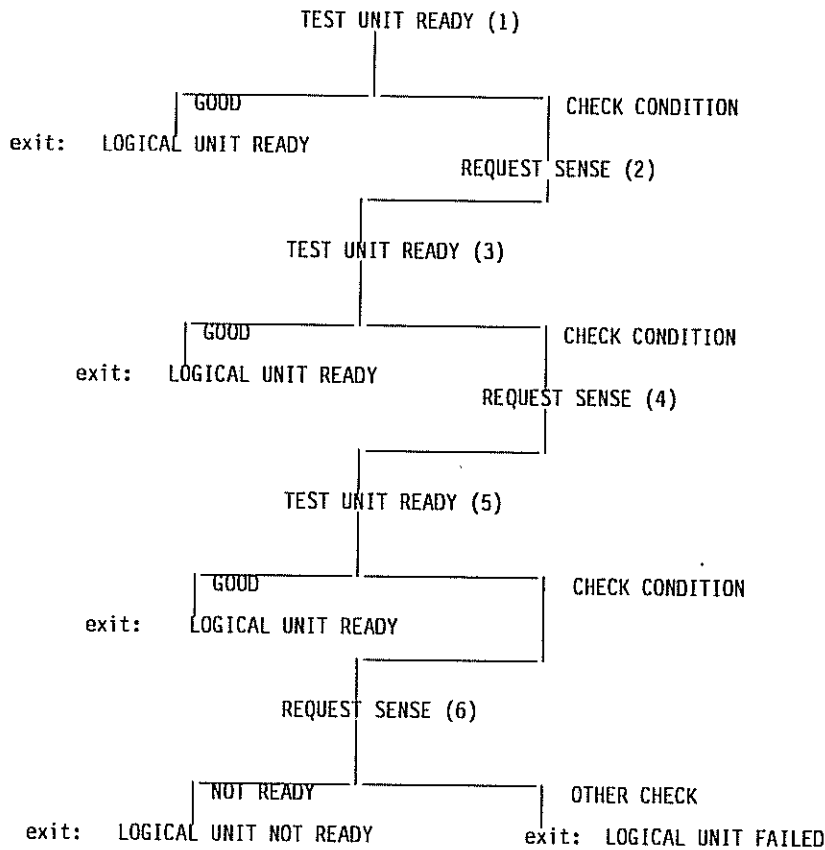 TEST UNIT READY (1)
GOOD CHECK CONDITION
exit: LOGICAL UNIT READY
REQUEST SENSE (2)
TEST UNIT READY (3)
GOOD CHECK CONDITION
exit: LOGICAL UNIT READY
REQUEST SENSE (4)
TEST UNIT READY (5)
GOOD CHECK CONDITION
exit: LOGICAL UNIT READY
REQUEST SENSE (6)
NOT READY OTHER CHECK
exit: LOGICAL UNIT NOT READY exit: LOGICAL UNIT FAILED